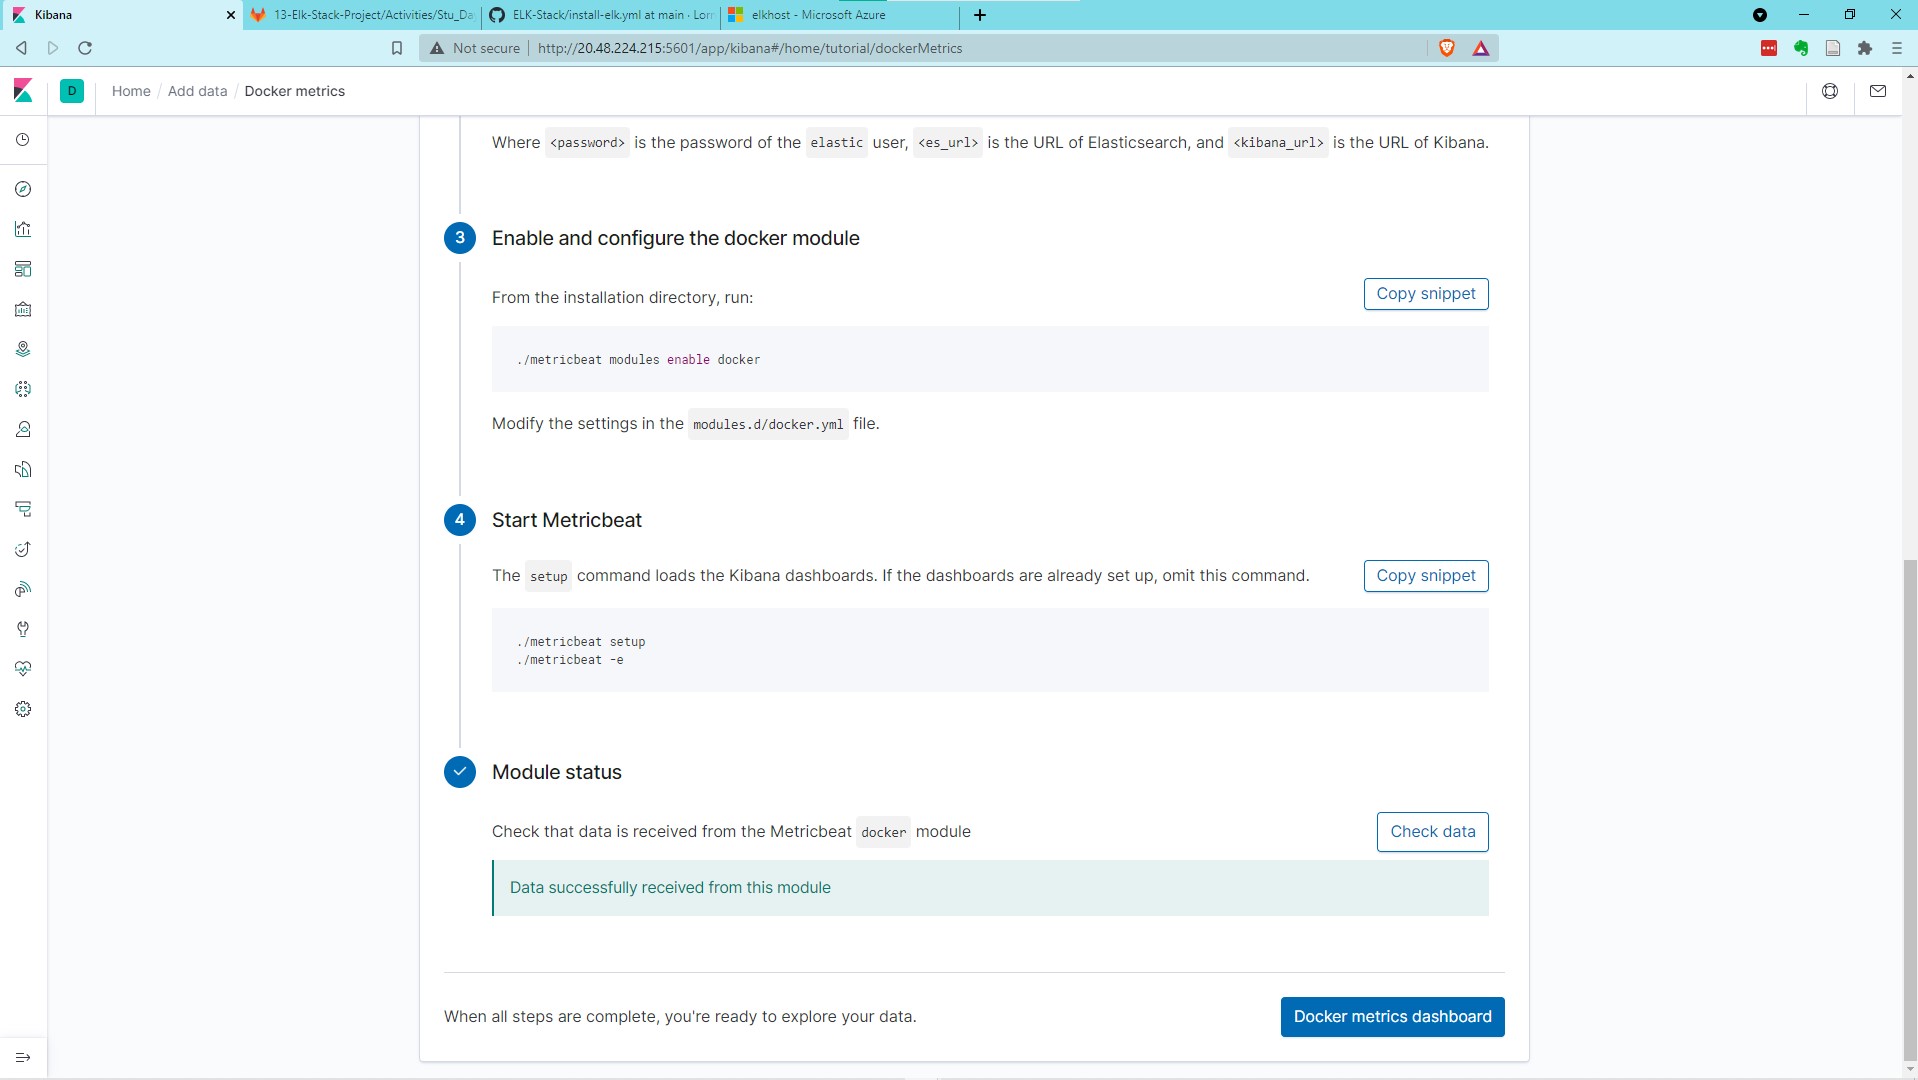 Kibana
13-Elk-Stack-Project/Activities/Stu_Da
ELK-Stack/install-elk.yml at main · Lorr
elkhost - Microsoft Azure
Not secure
http://20.48.224.215:5601/app/kibana#/home/tutorial/dockerMetrics
D
Home / Add data / Docker metrics
Where <password> is the password of the elastic user, <es_url> is the URL of Elasticsearch, and <kibana_url> is the URL of Kibana.
3 Enable and configure the docker module
From the installation directory, run:
Copy snippet
./metricbeat modules enable docker
Modify the settings in the modules.d/docker.yml file.
4 Start Metricbeat
The setup command loads the Kibana dashboards. If the dashboards are already set up, omit this command.
Copy snippet
./metricbeat setup
./metricbeat -e
Module status
Check that data is received from the Metricbeat docker module
Check data
Data successfully received from this module
When all steps are complete, you're ready to explore your data.
Docker metrics dashboard